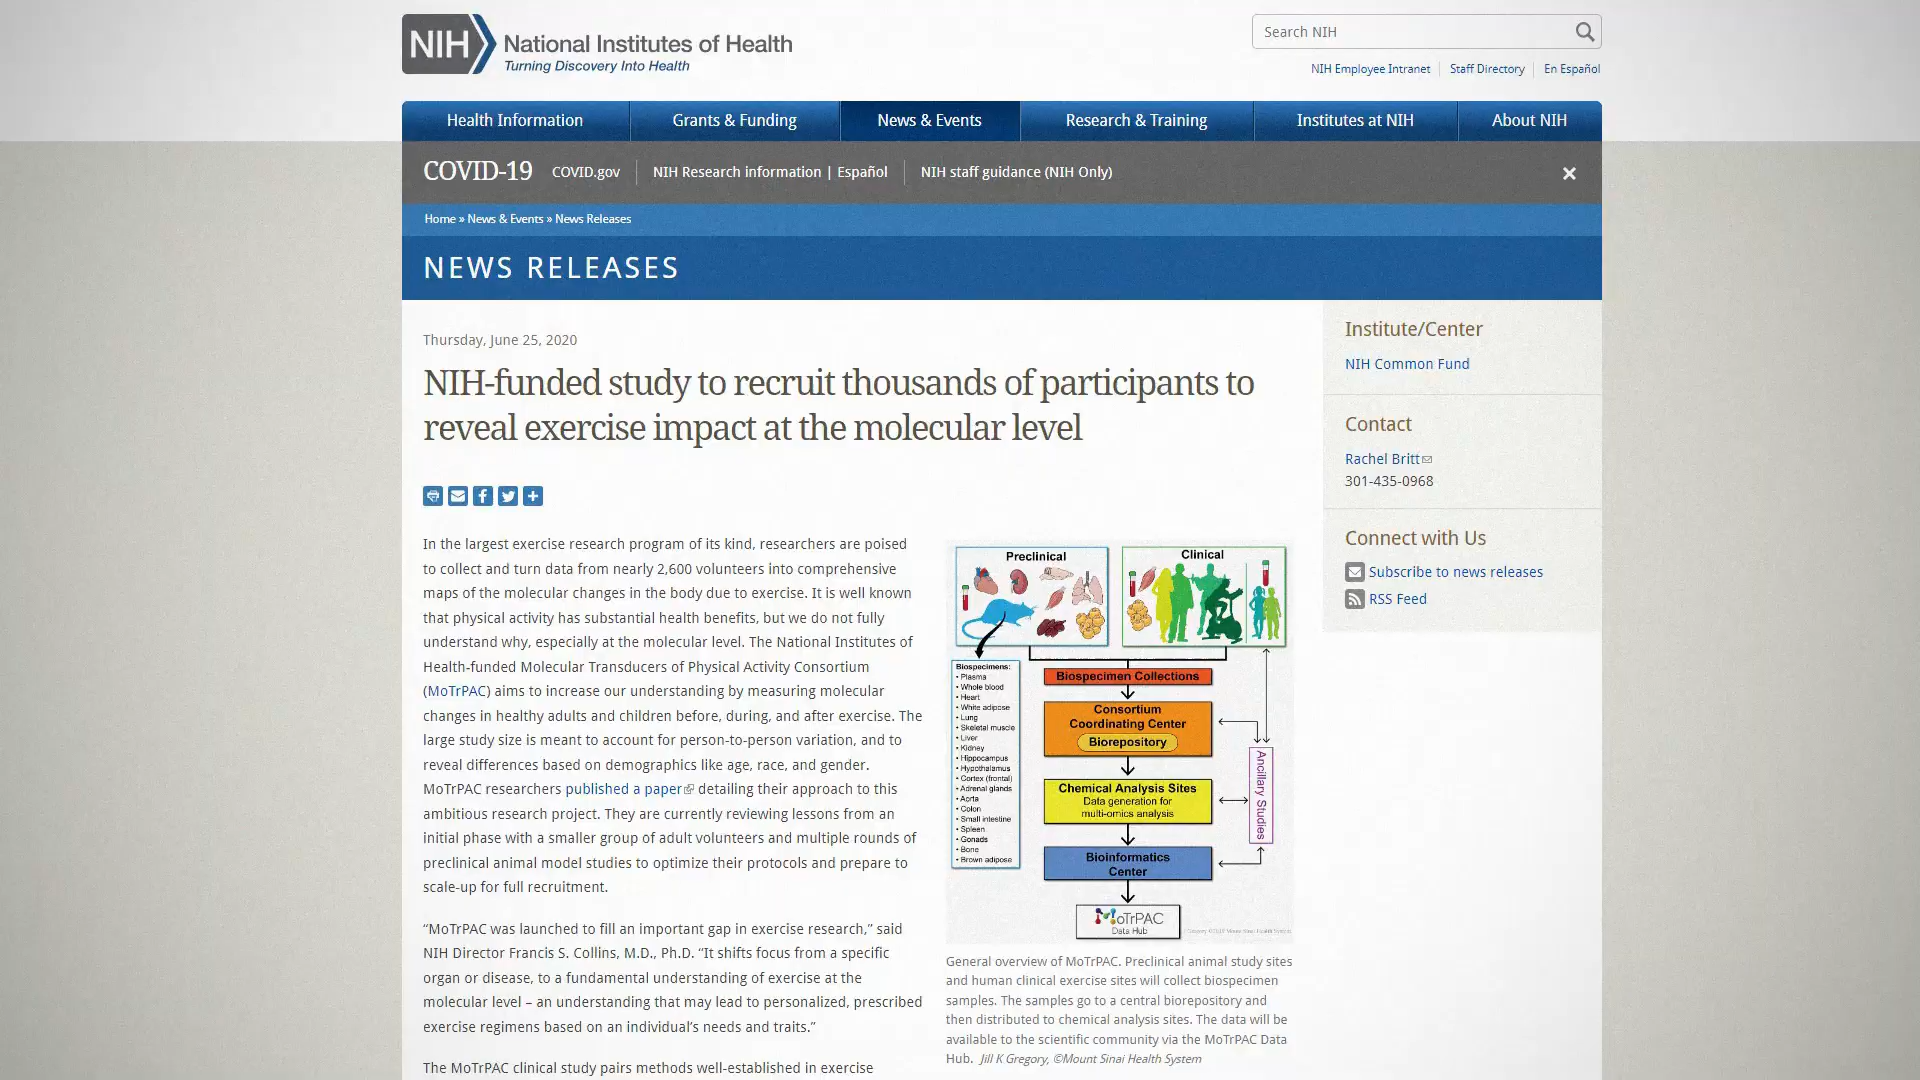 NIH National Institutes of Health
Turning Discovery Into Health
Search NIH
NIH Employee Intranet
Staff Directory
En Español
Health Information
Grants & Funding
News & Events
Research & Training
Institutes at NIH
About NIH
COVID-19
COVID.gov
NIH Research information | Español
NIH staff guidance (NIH Only)
Home » News & Events » News Releases
NEWS RELEASES
Thursday, June 25, 2020
NIH-funded study to recruit thousands of participants to
reveal exercise impact at the molecular level
In the largest exercise research program of its kind, researchers are poised
to collect and turn data from nearly 2,600 volunteers into comprehensive
maps of the molecular changes in the body due to exercise. It is well known
that physical activity has substantial health benefits, but we do not fully
understand why, especially at the molecular level. The National Institutes of
Health-funded Molecular Transducers of Physical Activity Consortium
(MoTrPAC) aims to increase our understanding by measuring molecular
changes in healthy adults and children before, during, and after exercise. The
large study size is meant to account for person-to-person variation, and to
reveal differences based on demographics like age, race, and gender.
MoTrPAC researchers published a paper detailing their approach to this
ambitious research project. They are currently reviewing lessons from an
initial phase with a smaller group of adult volunteers and multiple rounds of
preclinical animal model studies to optimize their protocols and prepare to
scale-up for full recruitment.
“MoTrPAC was launched to fill an important gap in exercise research,” said
NIH Director Francis S. Collins, M.D., Ph.D. “It shifts focus from a specific
organ or disease, to a fundamental understanding of exercise at the
molecular level – an understanding that may lead to personalized, prescribed
exercise regimens based on an individual’s needs and traits.”
The MoTrPAC clinical study pairs methods well-established in exercise
Preclinical
Clinical
Biospecimens:
• Plasma
• Whole blood
• Heart
• White adipose
• Lung
• Skeletal muscle
• Liver
• Kidney
• Hippocampus
• Hypothalamus
• Cortex (frontal)
• Adrenal glands
• Aorta
• Colon
• Small intestine
• Spleen
• Gonads
• Bone
• Brown adipose
Biospecimen Collections
Consortium
Coordinating Center
Biorepository
Chemical Analysis Sites
Data generation for
multi-omics analysis
Bioinformatics
Center
Ancillary Studies
MoTrPAC
Data Hub
General overview of MoTrPAC. Preclinical animal study sites
and human clinical exercise sites will collect biospecimen
samples. The samples go to a central biorepository and
then distributed to chemical analysis sites. The data will be
available to the scientific community via the MoTrPAC Data
Hub. Jill K Gregory, ©Mount Sinai Health System
Institute/Center
NIH Common Fund
Contact
Rachel Britt
301-435-0968
Connect with Us
Subscribe to news releases
RSS Feed